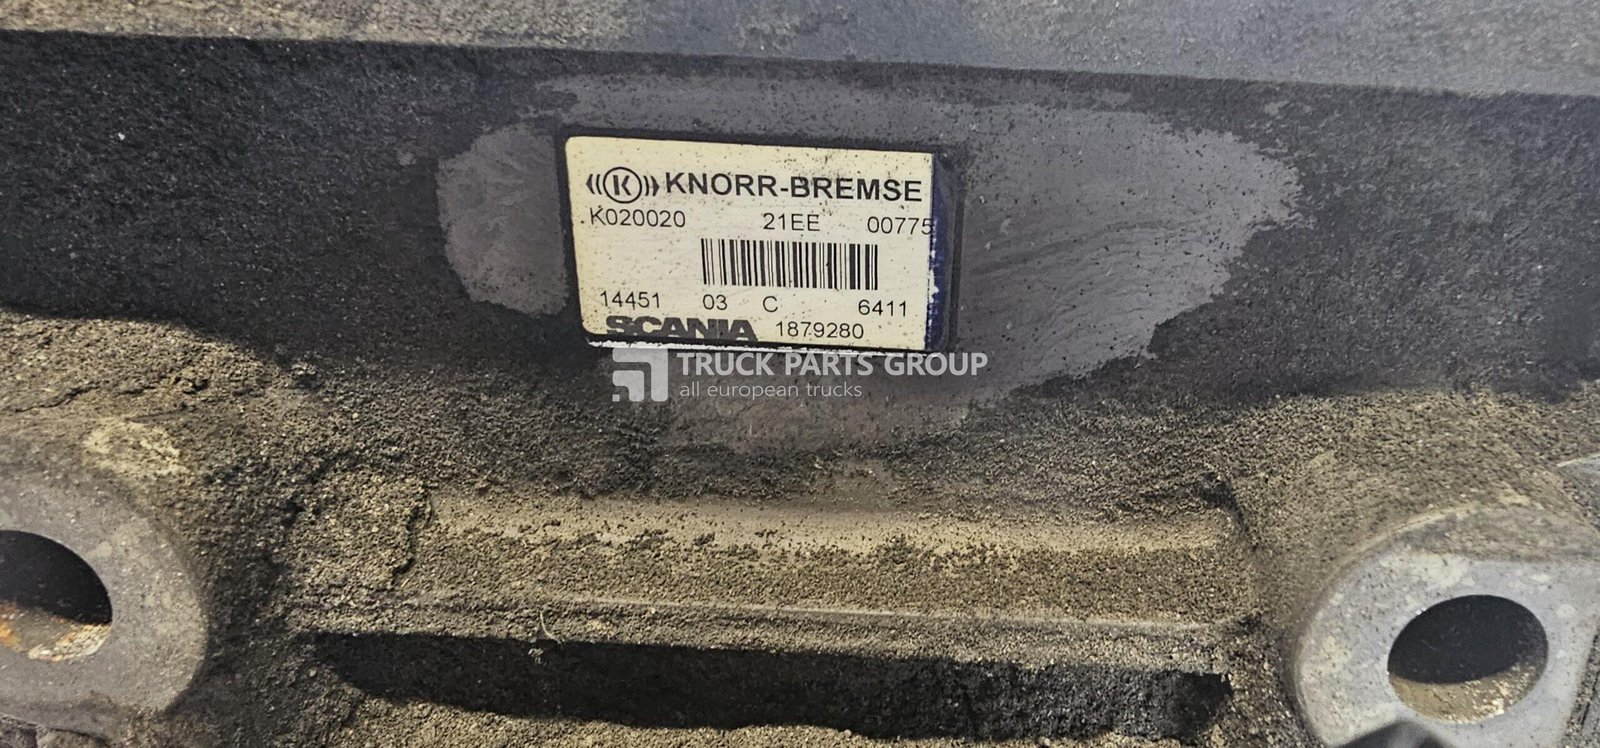 ((K)) KNORR-BREMSE
K020020 21EE 00775
14451 03 C 6411
SCANIA 1879280
TRUCK PARTS GROUP
all european trucks